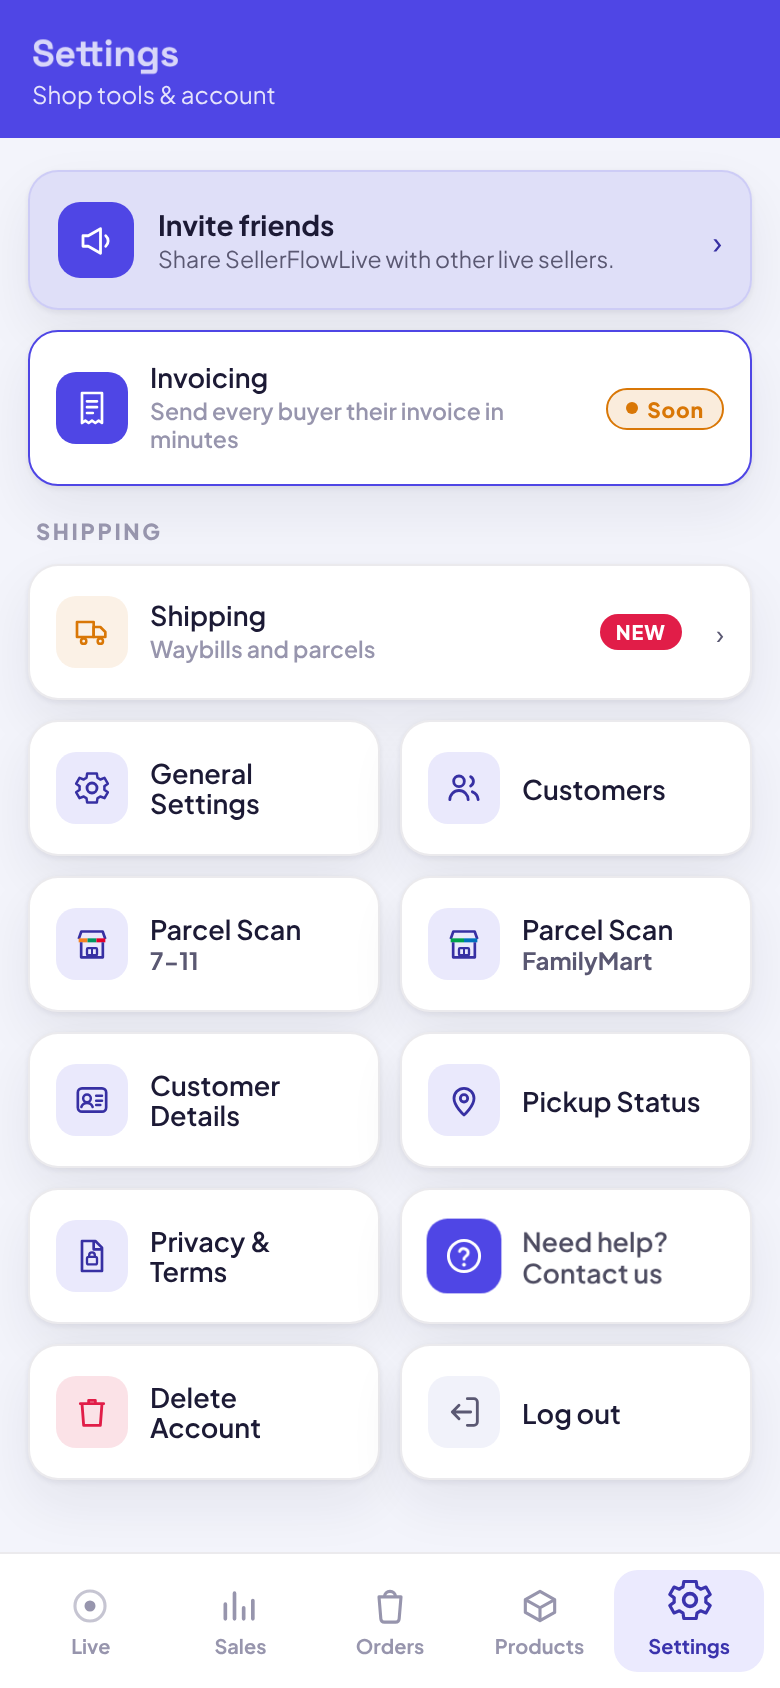 Settings
Shop tools & account
Invite friends
Share SellerFlowLive with other live sellers.
Invoicing
Send every buyer their invoice in
minutes
Soon
SHIPPING
Shipping
Waybills and parcels
NEW
General
Settings
Customers
Parcel Scan
7-11
Parcel Scan
FamilyMart
Customer
Details
Pickup Status
Privacy &
Terms
Need help?
Contact us
Delete
Account
Log out
Live
Sales
Orders
Products
Settings